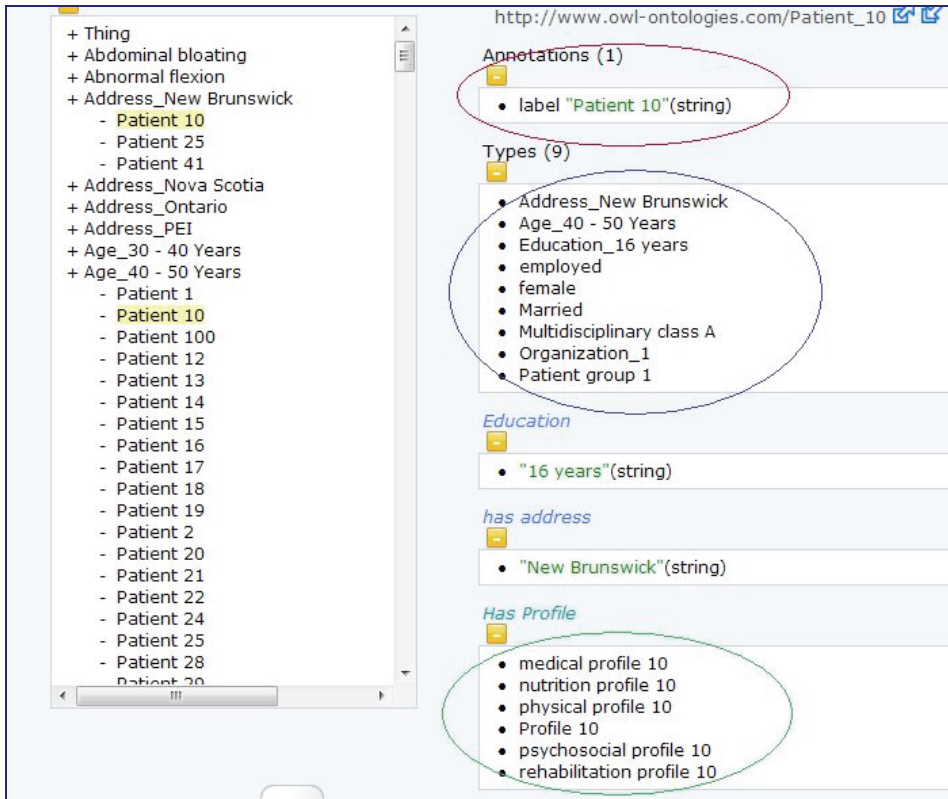 + Thing
+ Abdominal bloating
+ Abnormal flexion
+ Address_New Brunswick
- Patient 10
- Patient 25
- Patient 41
+ Address_Nova Scotia
+ Address_Ontario
+ Address_PEI
+ Age_30 - 40 Years
+ Age_40 - 50 Years
- Patient 1
- Patient 10
- Patient 100
- Patient 12
- Patient 13
- Patient 14
- Patient 15
- Patient 16
- Patient 17
- Patient 18
- Patient 19
- Patient 2
- Patient 20
- Patient 21
- Patient 22
- Patient 24
- Patient 25
- Patient 28
- Patient 29
http://www.owl-ontologies.com/Patient_10
Annotations (1)
• label "Patient 10"(string)
Types (9)
• Address_New Brunswick
• Age_40 - 50 Years
• Education_16 years
• employed
• female
• Married
• Multidisciplinary class A
• Organization_1
• Patient group 1
Education
• "16 years"(string)
has address
• "New Brunswick"(string)
Has Profile
• medical profile 10
• nutrition profile 10
• physical profile 10
• Profile 10
• psychosocial profile 10
• rehabilitation profile 10